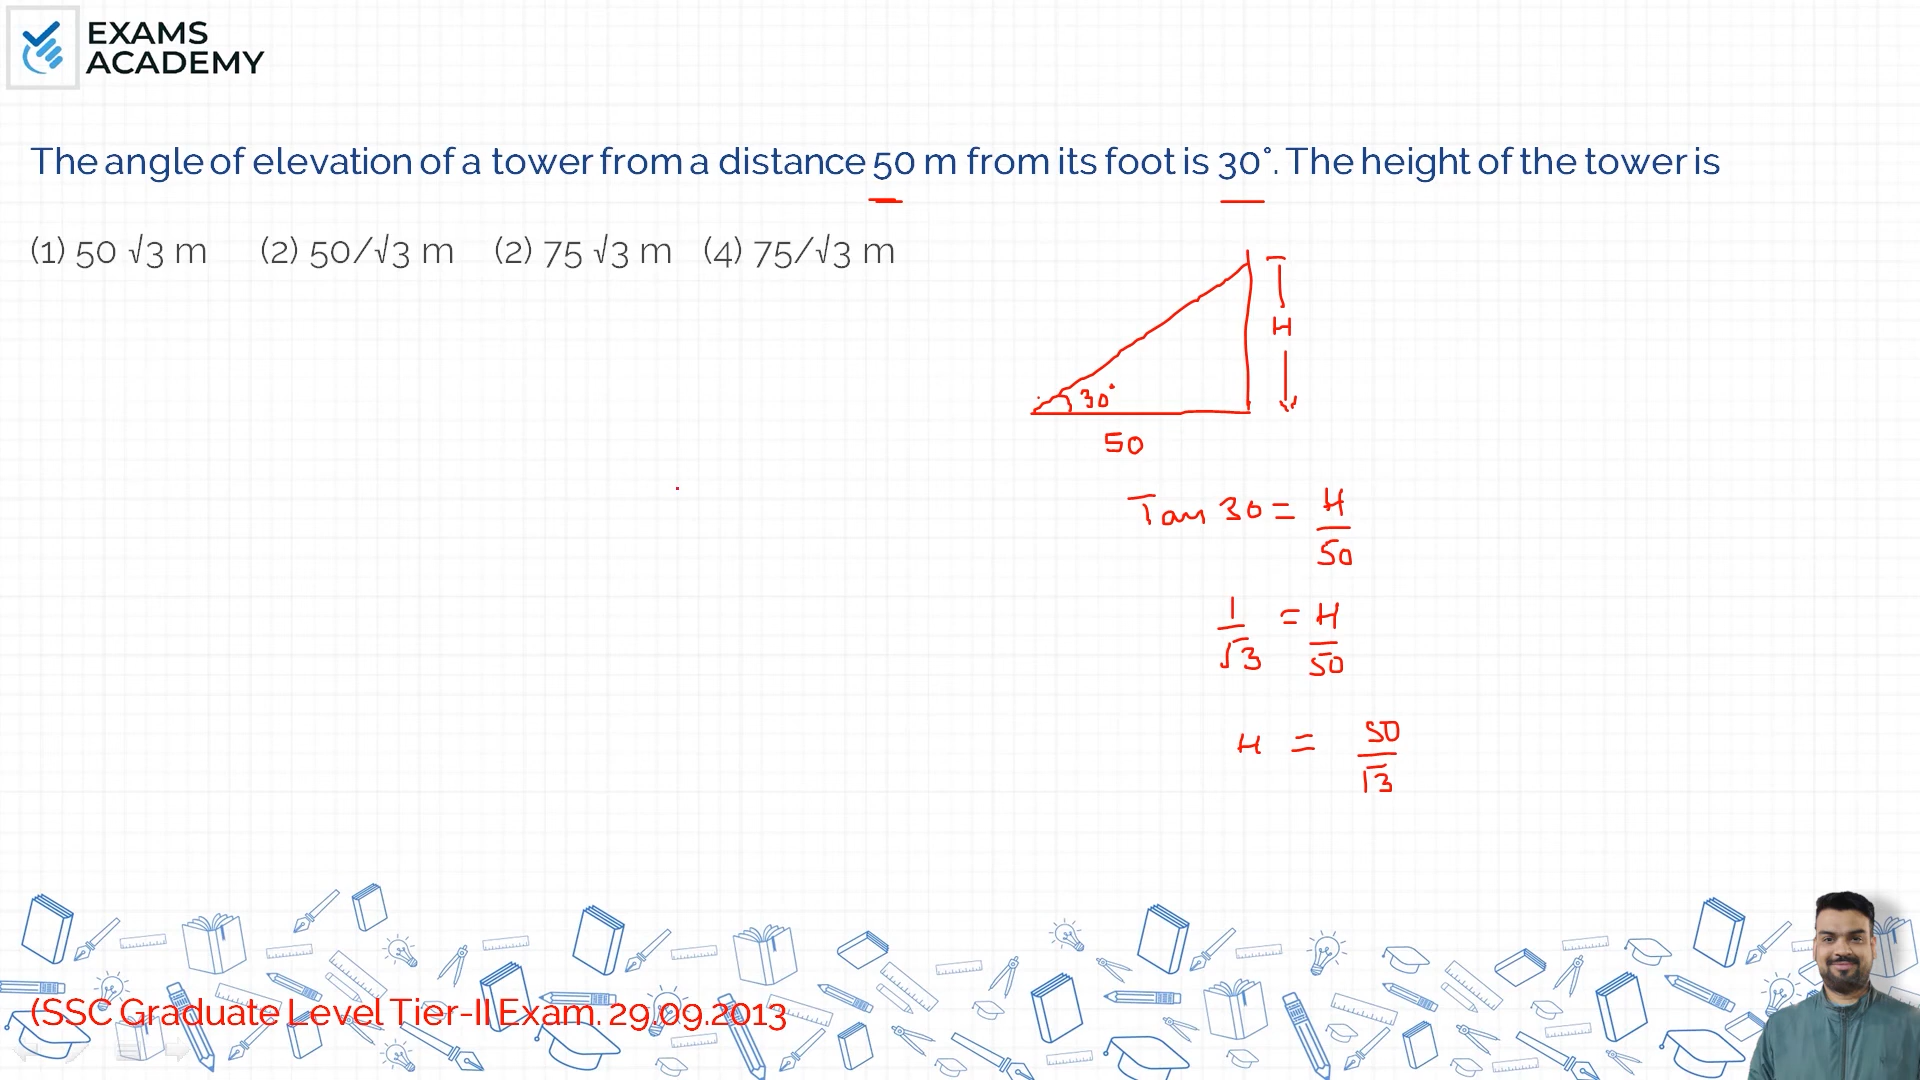 EXAMS
ACADEMY
The angle of elevation of a tower from a distance 50 m from its foot is 30°. The height of the tower is
(1) 50 √3 m (2) 50/√3 m (2) 75 √3 m (4) 75/√3 m
H
30°
50
Tan 30 = H/50
1/√3 = H/50
H = 50/√3
(SSC Graduate Level Tier-II Exam. 29.09.2013